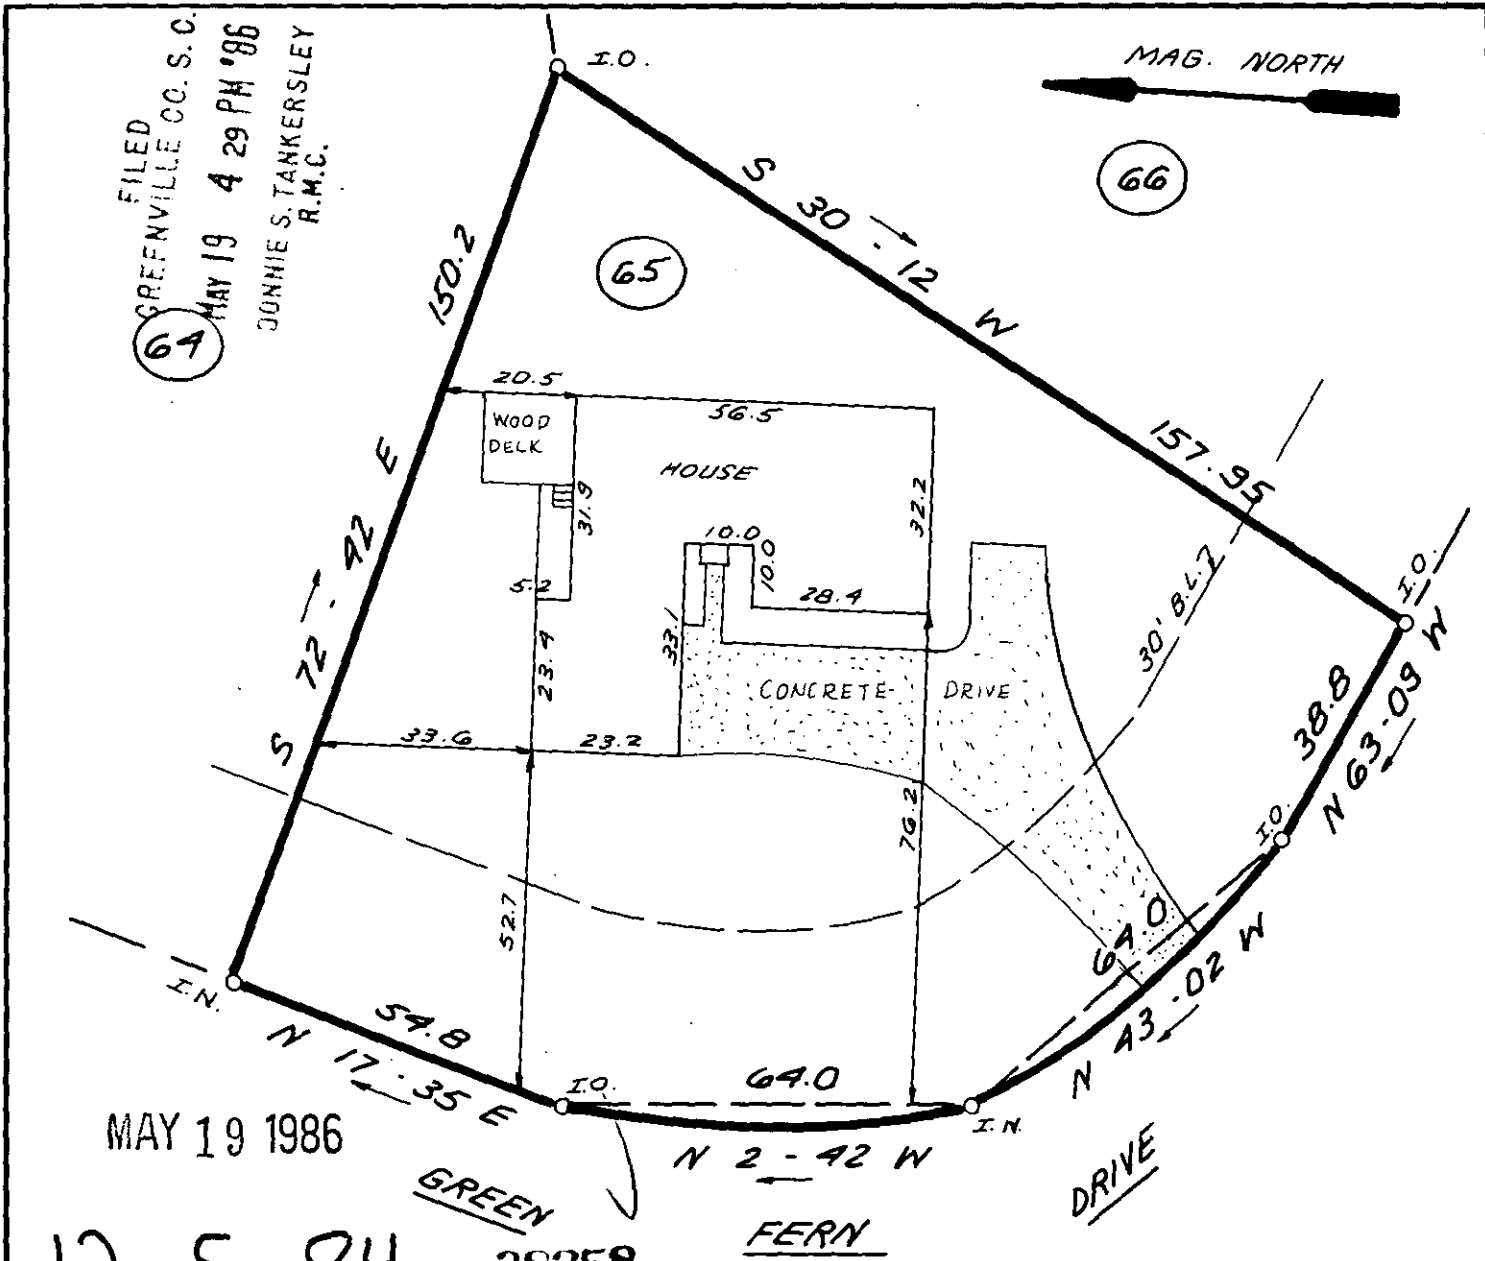 FILED
GREENVILLE CO. S. C.
MAY 19 4 29 PM '86
DONNIE S. TANKERSLEY
R.M.C.
I.O.
MAG. NORTH
66
65
64
S 30 - 12 W
157.95
150.2
S 72 - 42 E
20.5
56.5
WOOD
DELK
HOUSE
31.9
32.2
10.0
10.0
28.4
5.2
33.1
23.4
CONCRETE DRIVE
30' B.L.
I.O.
38.8
N 63-09 W
33.6
23.2
76.2
52.7
I.O.
64.0
N 43-02 W
I.N.
54.8
N 17-35 E
I.O.
64.0
I.N.
N 2-42 W
MAY 19 1986
GREEN
FERN
DRIVE